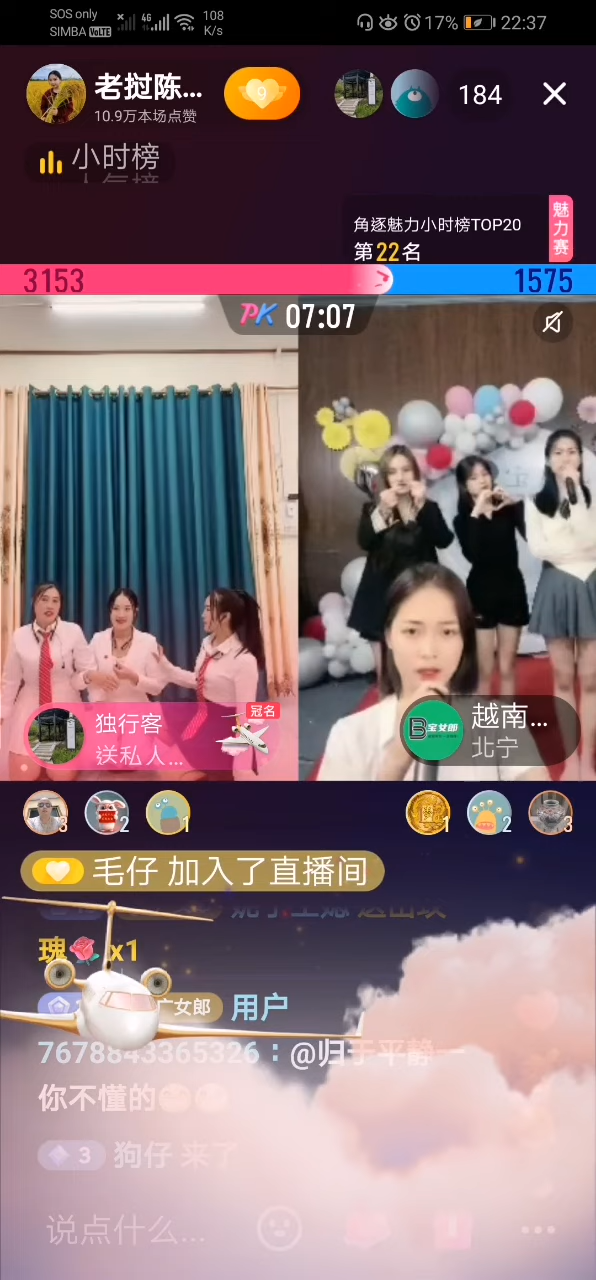 SOS only
SIMBA VoLTE
4G
108
K/s
17%
22:37
老挝陈...
10.9万本场点赞
9
184
小时榜
角逐魅力小时榜TOP20
第22名
魅力赛
3153
1575
PK 07:07
独行客
冠名
送私人...
越南...
北宁
3
2
1
1
2
3
毛仔 加入了直播间
瑰 x1
广女郎 用户
7678843365326：@归于平静一
你不懂的
3 狗仔 来了
说点什么...